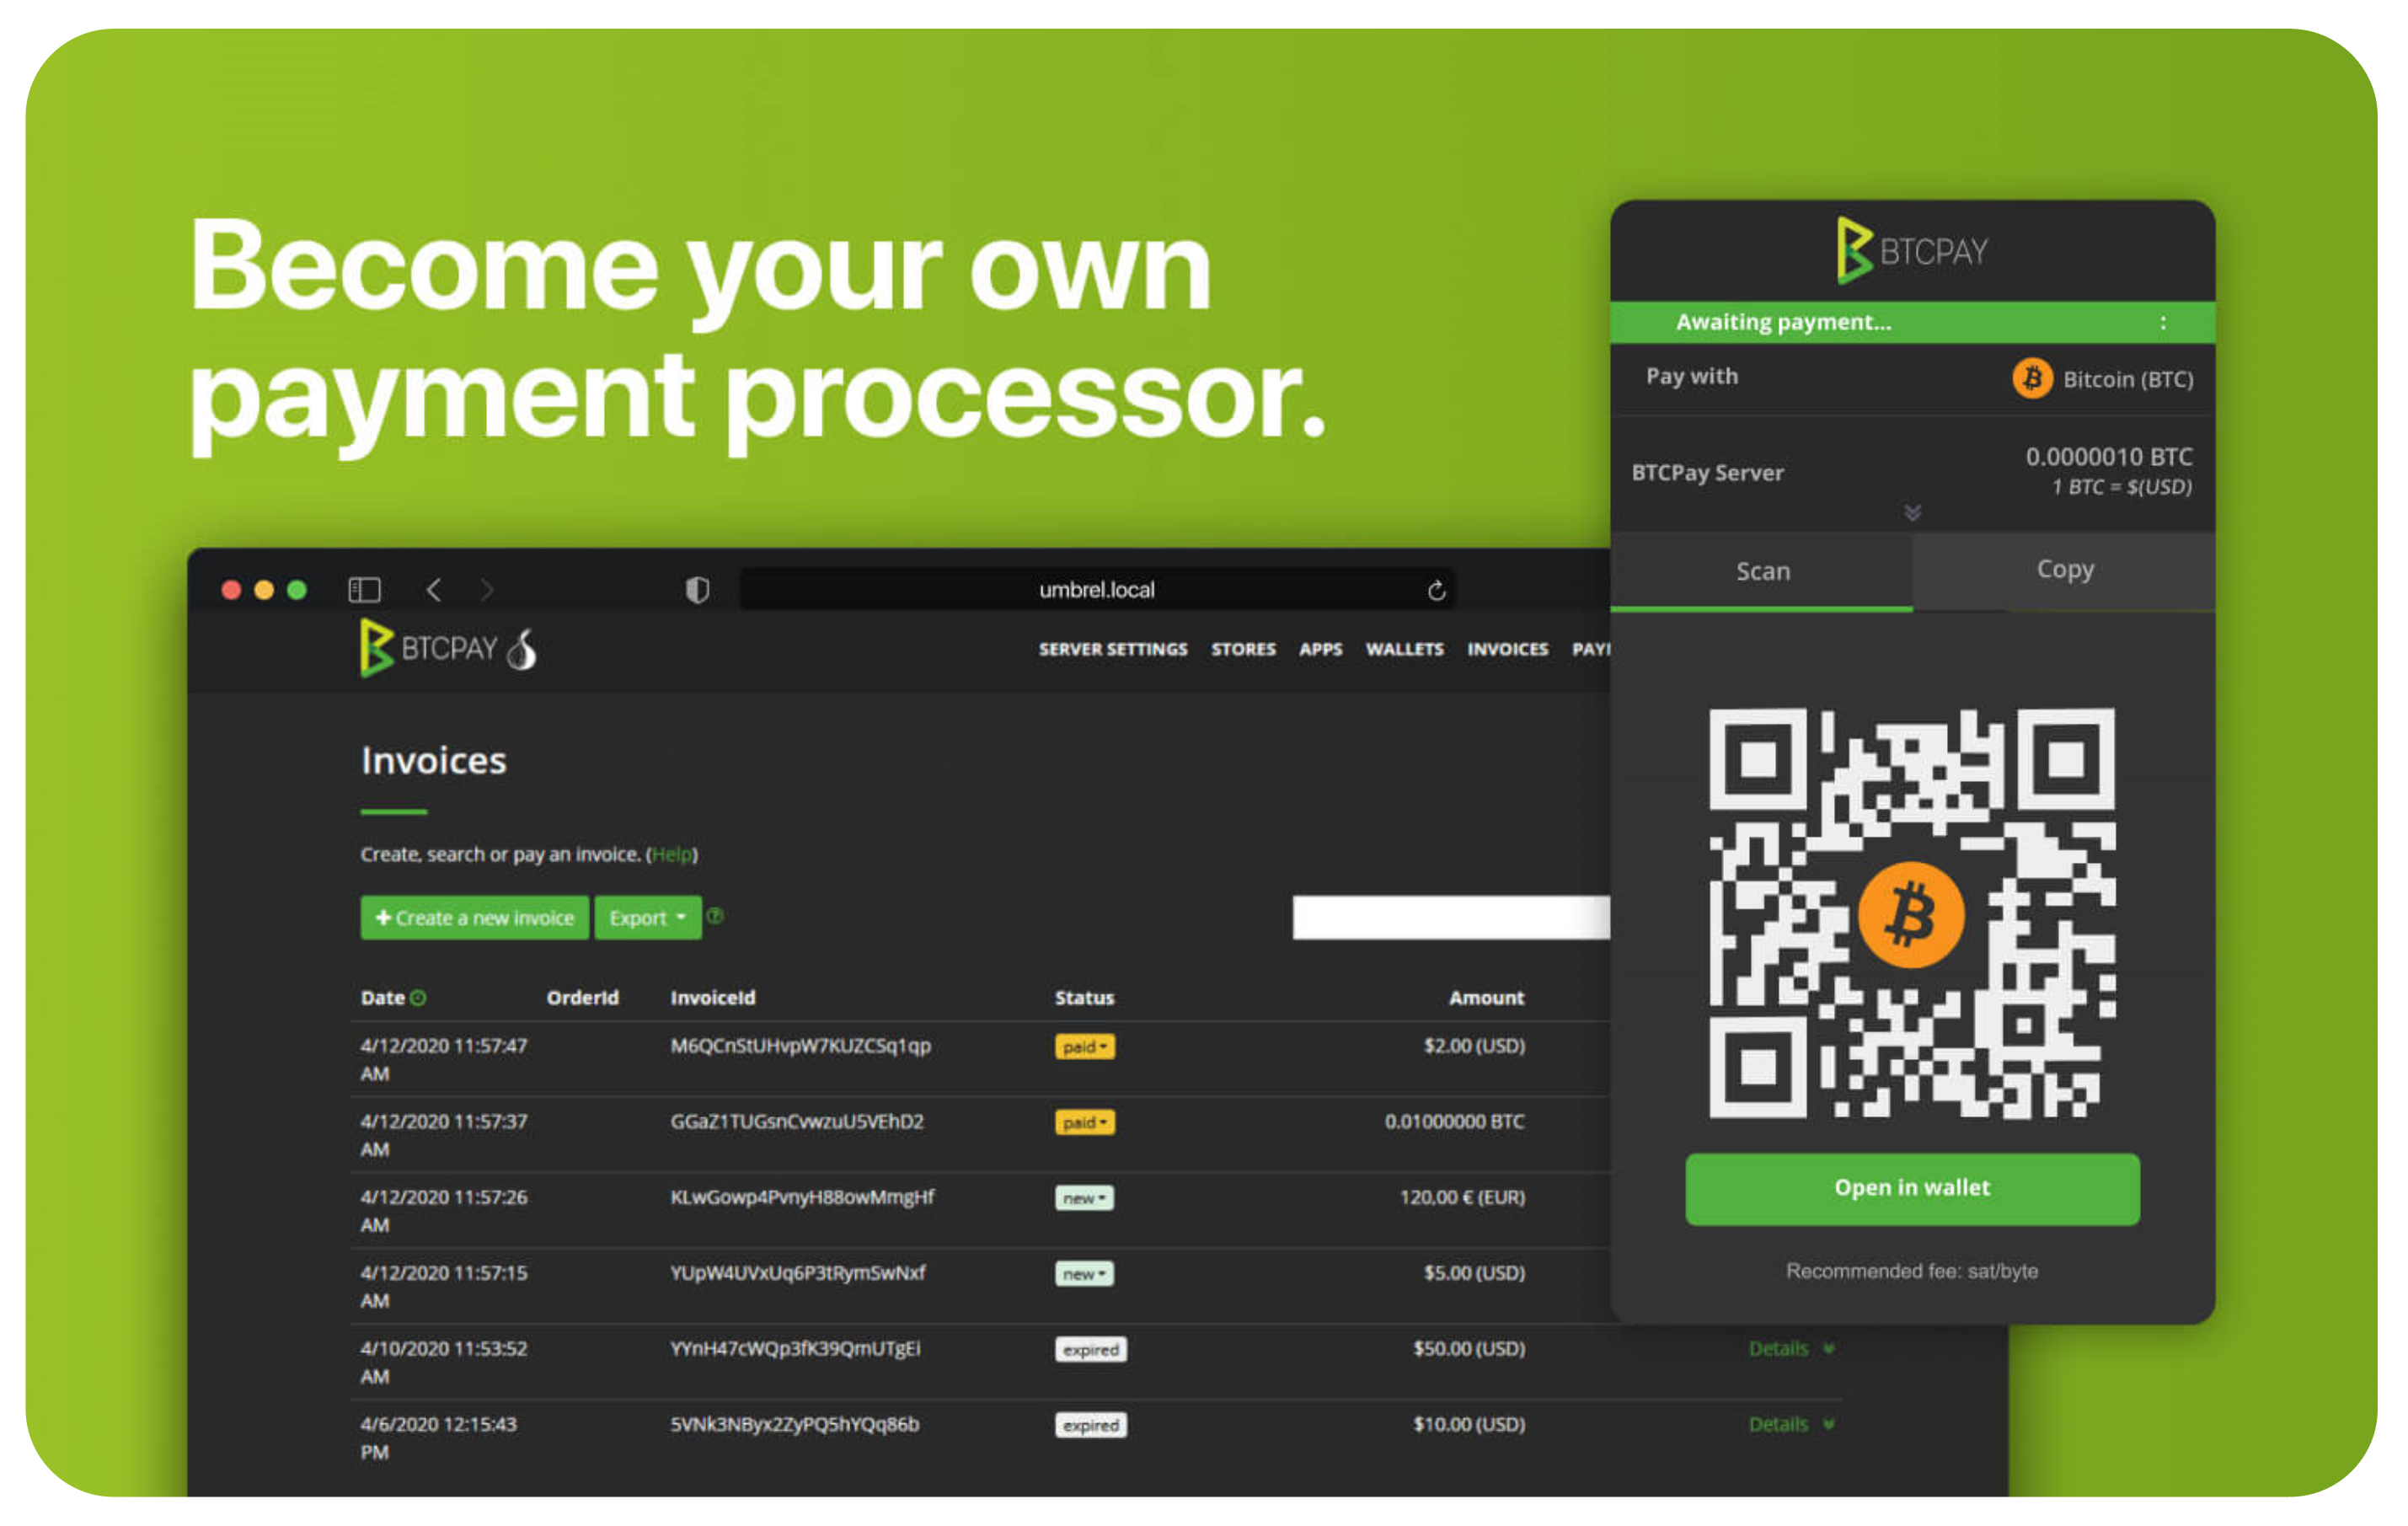 Become your own
payment processor.
umbrel.local
BTCPAY
SERVER SETTINGS STORES APPS WALLETS INVOICES
Invoices
Create, search or pay an invoice. (Help)
Create a new invoice Export
Date OrderId InvoiceId Status Amount
4/12/2020 11:57:47 M6QCnStUHvpW7KUZCSq1qp paid $2.00 (USD)
AM
4/12/2020 11:57:37 GGaZ1TUGsnCvwzuU5VEhD2 paid 0.01000000 BTC
AM
4/12/2020 11:57:26 KLwGowp4PvnyH88owMmgHf new 120,00 € (EUR)
AM
4/12/2020 11:57:15 YUpW4UVxUq6P3tRymSwNxf new $5.00 (USD)
AM
4/10/2020 11:53:52 YYnH47cWQp3fK39QmUTgEi expired $50.00 (USD) Details
AM
4/6/2020 12:15:43 5VNk3NByx2ZyPQ5hYQq86b expired $10.00 (USD) Details
PM
BTCPAY
Awaiting payment... :
Pay with Bitcoin (BTC)
BTCPay Server 0.0000010 BTC
1 BTC = $(USD)
Scan Copy
Open in wallet
Recommended fee: sat/byte